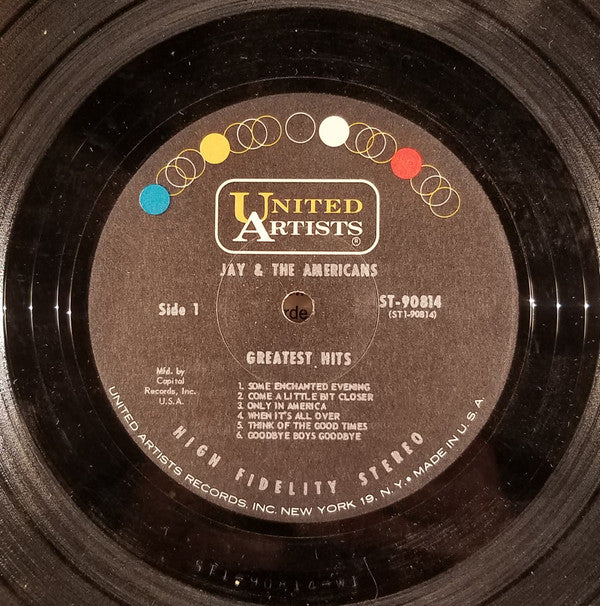 UNITED
ARTISTS
®
JAY & THE AMERICANS
Side 1
rde
ST-90814
(ST1-90814)
GREATEST HITS
Mfd. by
Capitol
Records, Inc.
U.S.A.
1. SOME ENCHANTED EVENING
2. COME A LITTLE BIT CLOSER
3. ONLY IN AMERICA
4. WHEN IT'S ALL OVER
5. THINK OF THE GOOD TIMES
6. GOODBYE BOYS GOODBYE
HIGH FIDELITY STEREO
UNITED ARTISTS RECORDS, INC. NEW YORK 19, N.Y. • MADE IN U.S.A.